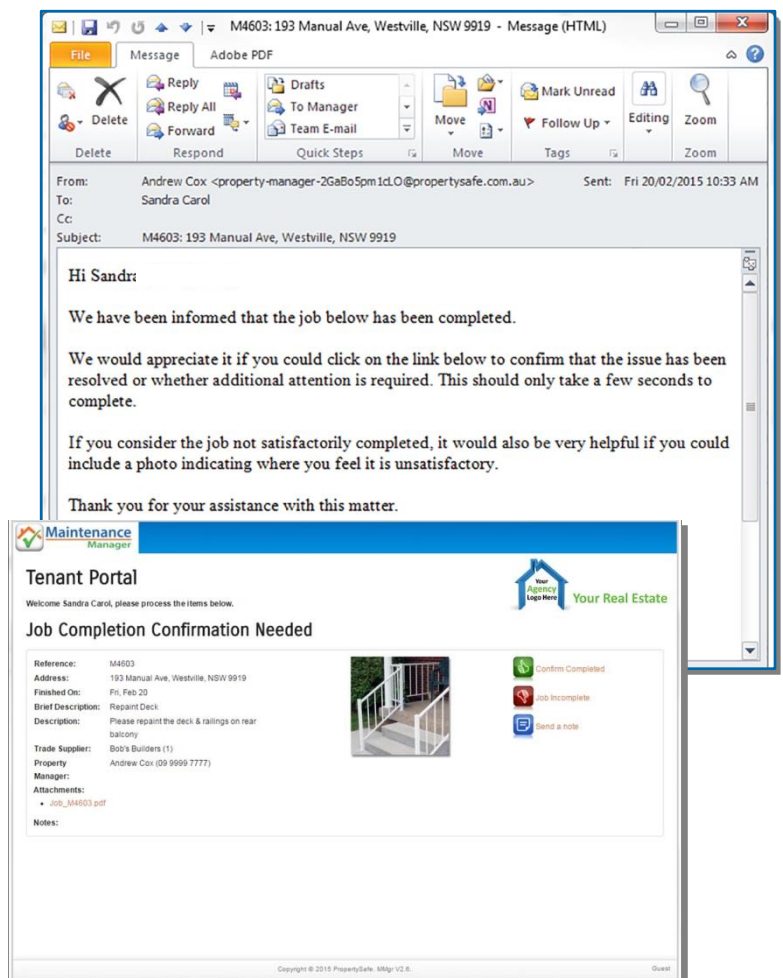 M4603: 193 Manual Ave, Westville, NSW 9919 - Message (HTML)
File Message Adobe PDF
Delete
Reply
Reply All
Forward
Drafts
To Manager
Team E-mail
Move
Mark Unread
Follow Up
Editing
Zoom
Delete Respond Quick Steps Move Tags Zoom
From: Andrew Cox <property-manager-2GaBo5pm1cLO@propertysafe.com.au> Sent: Fri 20/02/2015 10:33 AM
To: Sandra Carol
Cc:
Subject: M4603: 193 Manual Ave, Westville, NSW 9919
Hi Sandra
We have been informed that the job below has been completed.
We would appreciate it if you could click on the link below to confirm that the issue has been
resolved or whether additional attention is required. This should only take a few seconds to
complete.
If you consider the job not satisfactorily completed, it would also be very helpful if you could
include a photo indicating where you feel it is unsatisfactory.
Thank you for your assistance with this matter.
Maintenance
Manager
Tenant Portal
Welcome Sandra Carol, please process the items below.
Your
Agency
Logo Here
Your Real Estate
Job Completion Confirmation Needed
Reference: M4603
Address: 193 Manual Ave, Westville, NSW 9919
Finished On: Fri, Feb 20
Brief Description: Repaint Deck
Description: Please repaint the deck & railings on rear
balcony
Trade Supplier: Bob's Builders (1)
Property Andrew Cox (09 9999 7777)
Manager:
Attachments:
Job_M4603.pdf
Notes:
Confirm Completed
Job Incomplete
Send a note
Copyright © 2015 PropertySafe. MMgr V2.6.
Guest